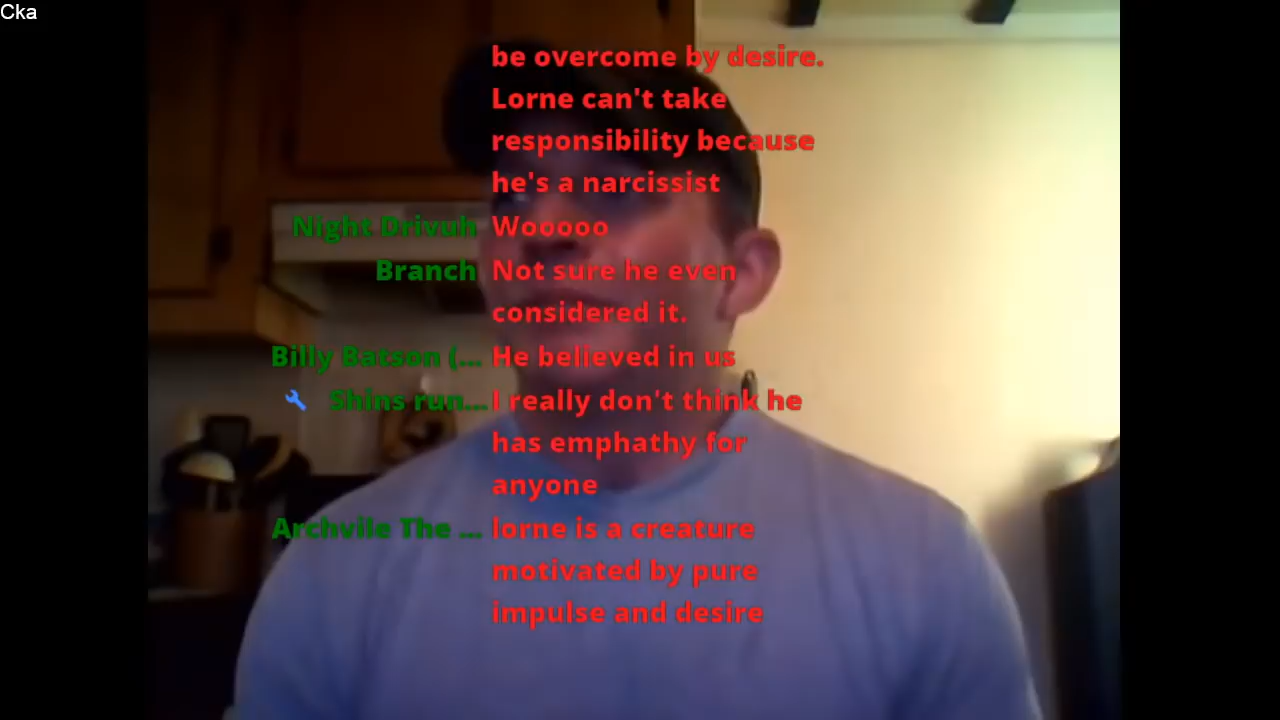 Cka
be overcome by desire.
Lorne can't take
responsibility because
he's a narcissist
Night Drivuh Wooooo
Branch Not sure he even
considered it.
Billy Batson (... He believed in us
Shins run... I really don't think he
has emphathy for
anyone
Archvile The ... lorne is a creature
motivated by pure
impulse and desire